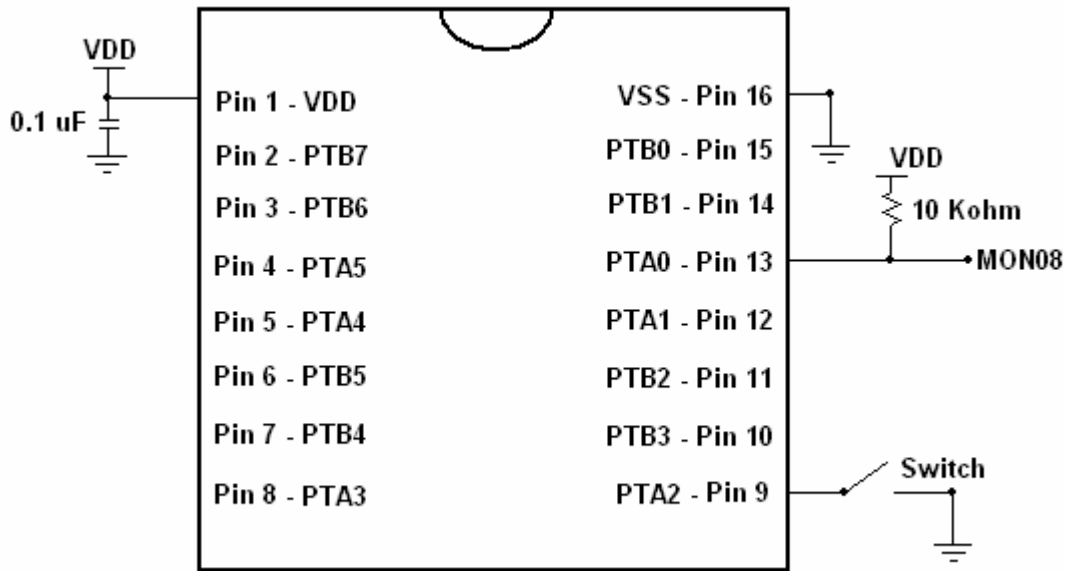 VDD
0.1 uF
Pin 1 - VDD
Pin 2 - PTB7
Pin 3 - PTB6
Pin 4 - PTA5
Pin 5 - PTA4
Pin 6 - PTB5
Pin 7 - PTB4
Pin 8 - PTA3
VSS - Pin 16
PTB0 - Pin 15
PTB1 - Pin 14
PTA0 - Pin 13
PTA1 - Pin 12
PTB2 - Pin 11
PTB3 - Pin 10
PTA2 - Pin 9
VDD
10 Kohm
MON08
Switch